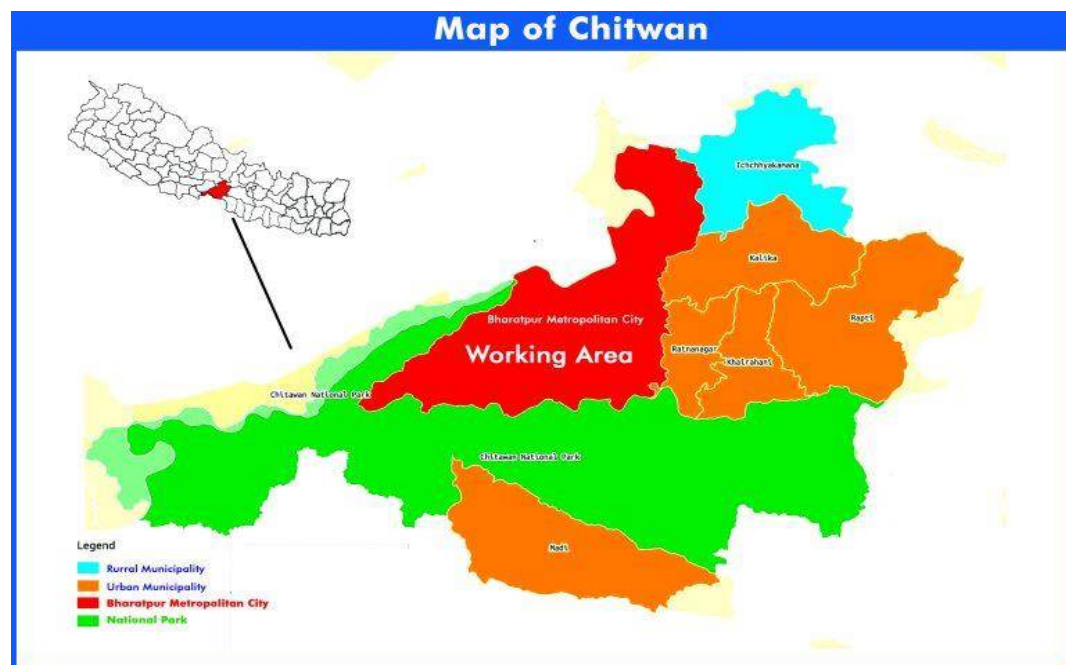 Map of Chitwan
Ichchhyakamana
Kalika
Rapti
Bharatpur Metropolitan City
Working Area
Ratnanagar
Khairahani
Chitawan National Park
Chitawan National Park
Madi
Legend
Rurral Municipality
Urban Municipality
Bharatpur Metropolitan City
National Park